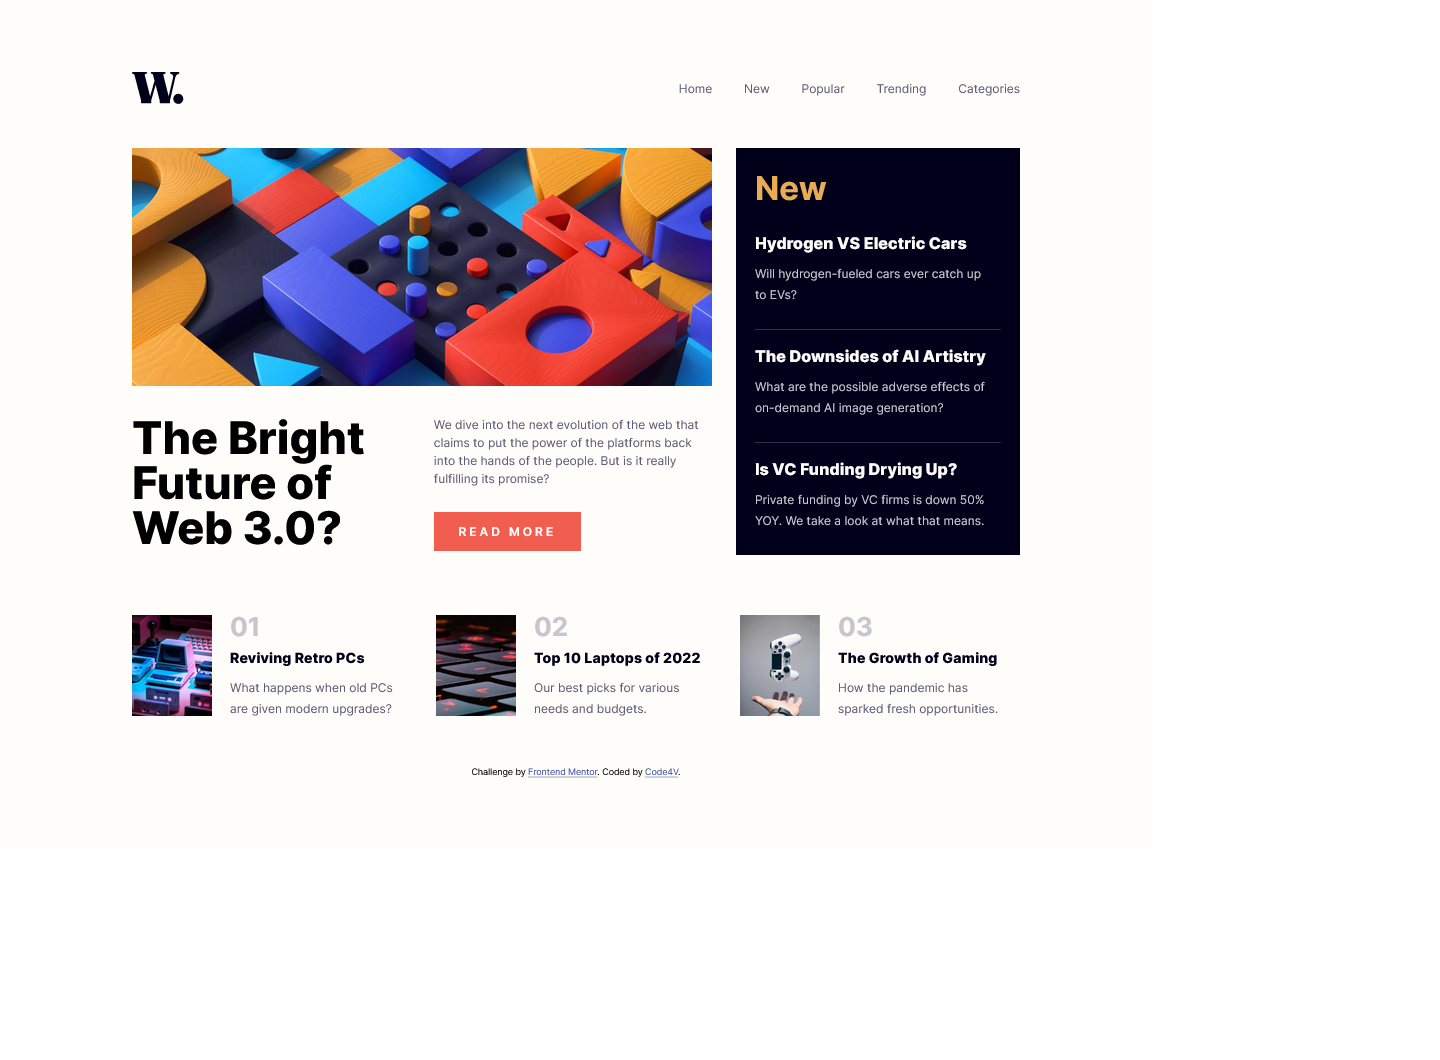 W.
Home New Popular Trending Categories
New
Hydrogen VS Electric Cars
Will hydrogen-fueled cars ever catch up
to EVs?
The Downsides of AI Artistry
What are the possible adverse effects of
on-demand AI image generation?
Is VC Funding Drying Up?
Private funding by VC firms is down 50%
YOY. We take a look at what that means.
The Bright
Future of
Web 3.0?
We dive into the next evolution of the web that
claims to put the power of the platforms back
into the hands of the people. But is it really
fulfilling its promise?
READ MORE
01
Reviving Retro PCs
What happens when old PCs
are given modern upgrades?
02
Top 10 Laptops of 2022
Our best picks for various
needs and budgets.
03
The Growth of Gaming
How the pandemic has
sparked fresh opportunities.
Challenge by Frontend Mentor. Coded by Code4V.